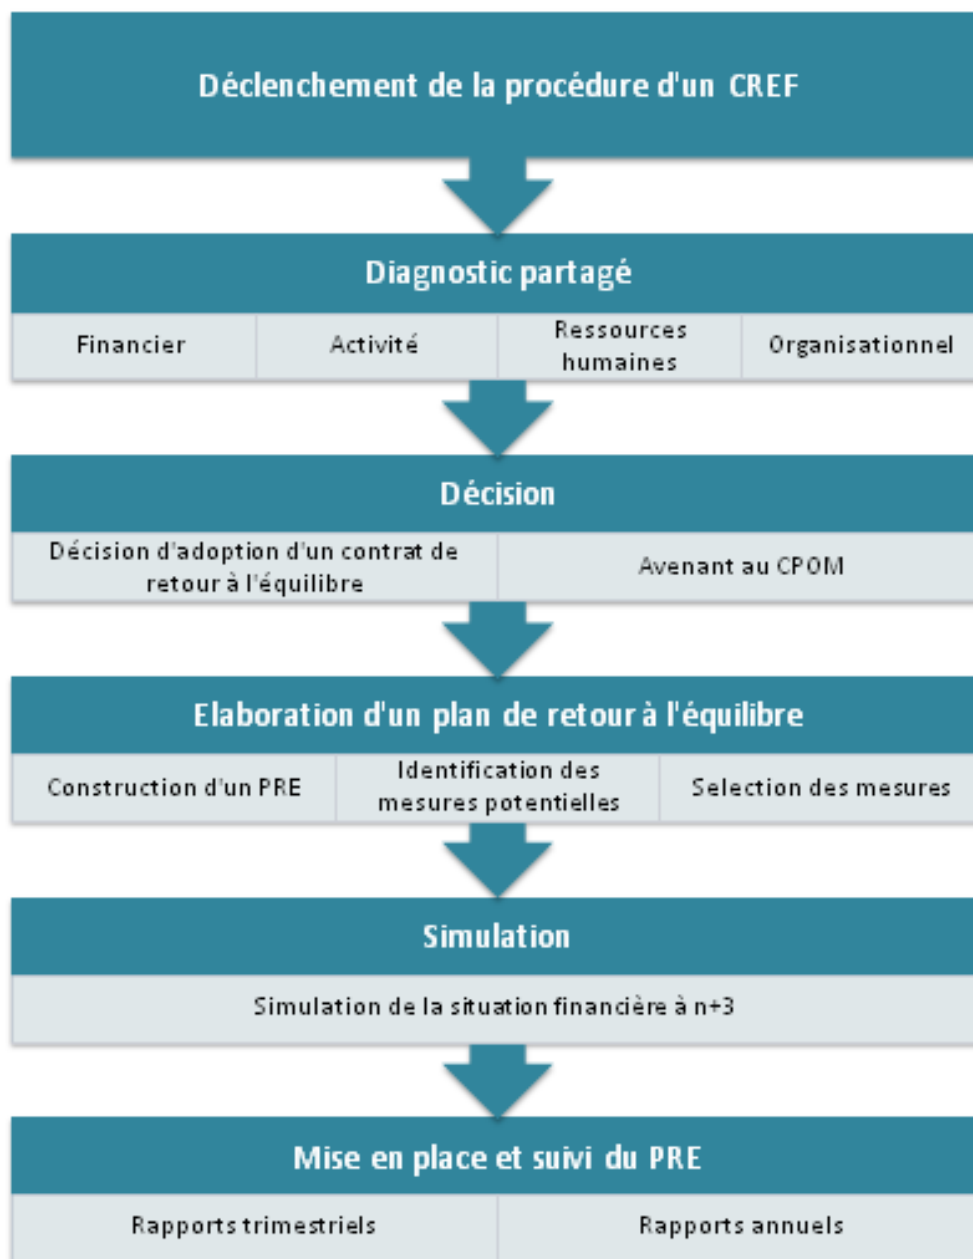 Déclenchement de la procédure d'un CREF
Diagnostic partagé
Financier
Activité
Ressources
humaines
Organisationnel
Décision
Décision d'adoption d'un contrat de
retour à l'équilibre
Avenant au CPOM
Elaboration d'un plan de retour à l'équilibre
Construction d'un PRE
Identification des
mesures potentielles
Selection des mesures
Simulation
Simulation de la situation financière à n+3
Mise en place et suivi du PRE
Rapports trimestriels
Rapports annuels